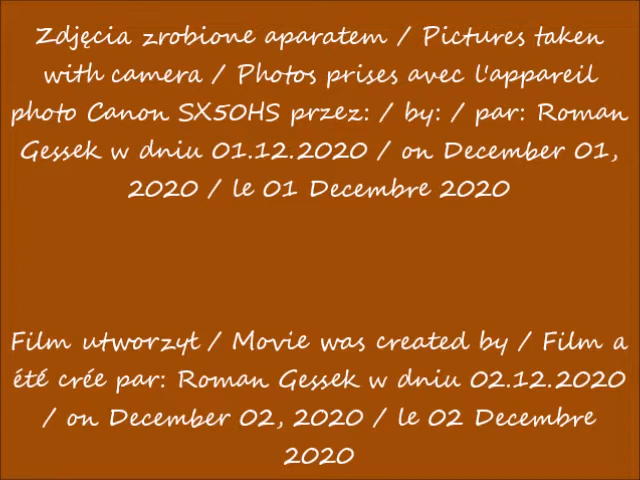 Zdjęcia zrobione aparatem / Pictures taken
with camera / Photos prises avec l'appareil
photo Canon SX50HS przez: / by: / par: Roman
Gessek w dniu 01.12.2020 / on December 01,
2020 / le 01 Decembre 2020
Film utworzył / Movie was created by / Film a
été crée par: Roman Gessek w dniu 02.12.2020
/ on December 02, 2020 / le 02 Decembre
2020